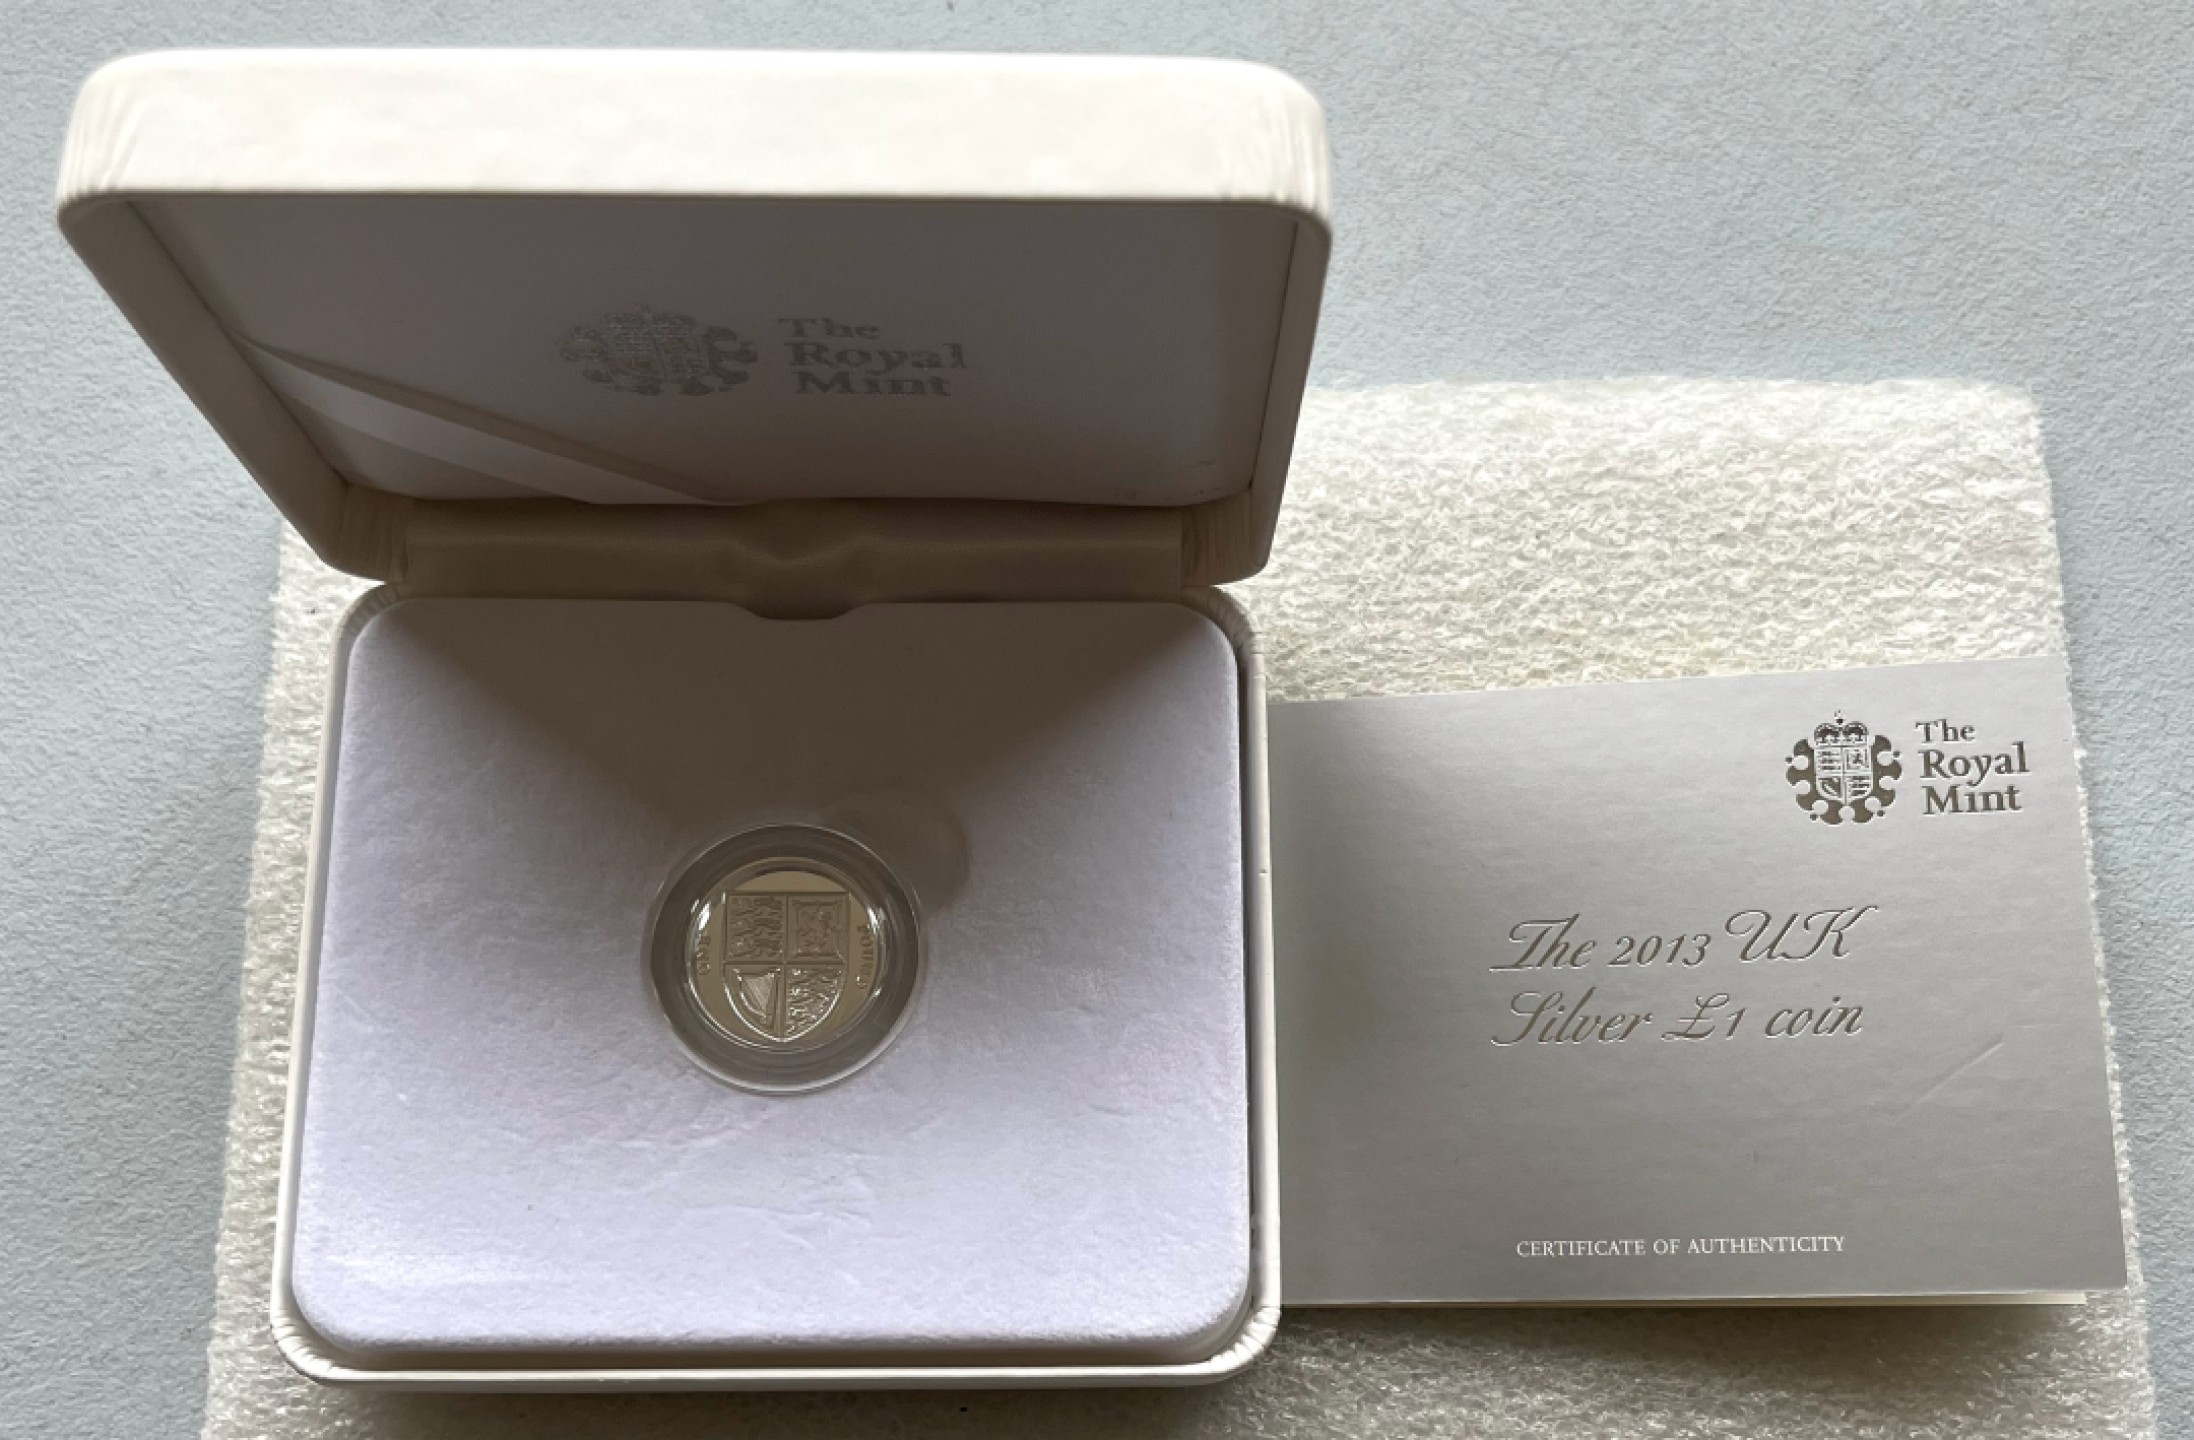 The
Royal
Mint
ONE
POUND
The
Royal
Mint
The 2013 UK
Silver £1 coin
CERTIFICATE OF AUTHENTICITY